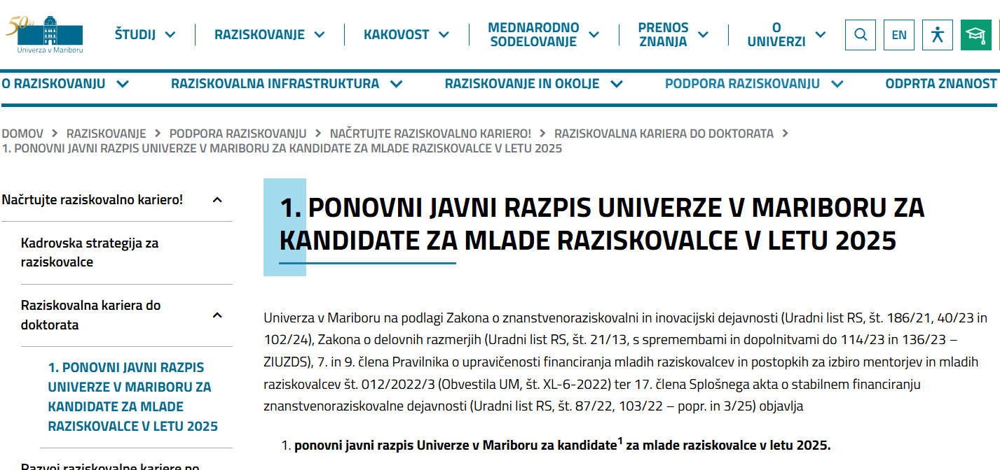 50 let
Univerza v Mariboru
ŠTUDIJ
RAZISKOVANJE
KAKOVOST
MEDNARODNO
SODELOVANJE
PRENOS
ZNANJA
O
UNIVERZI
EN
O RAZISKOVANJU
RAZISKOVALNA INFRASTRUKTURA
RAZISKOVANJE IN OKOLJE
PODPORA RAZISKOVANJU
ODPRTA ZNANOST
DOMOV > RAZISKOVANJE > PODPORA RAZISKOVANJU > NAČRTUJTE RAZISKOVALNO KARIERO! > RAZISKOVALNA KARIERA DO DOKTORATA >
1. PONOVNI JAVNI RAZPIS UNIVERZE V MARIBORU ZA KANDIDATE ZA MLADE RAZISKOVALCE V LETU 2025
Načrtujte raziskovalno kariero!
Kadrovska strategija za
raziskovalce
Raziskovalna kariera do
doktorata
1. PONOVNI JAVNI RAZPIS
UNIVERZE V MARIBORU ZA
KANDIDATE ZA MLADE
RAZISKOVALCE V LETU 2025
Razvoj raziskovalne kariere po
1. PONOVNI JAVNI RAZPIS UNIVERZE V MARIBORU ZA
KANDIDATE ZA MLADE RAZISKOVALCE V LETU 2025
Univerza v Mariboru na podlagi Zakona o znanstvenoraziskovalni in inovacijski dejavnosti (Uradni list RS, št. 186/21, 40/23 in
102/24), Zakona o delovnih razmerjih (Uradni list RS, št. 21/13, s spremembami in dopolnitvami do 114/23 in 136/23 –
ZIUZDS), 7. in 9. člena Pravilnika o upravičenosti financiranja mladih raziskovalcev in postopkih za izbiro mentorjev in mladih
raziskovalcev št. 012/2022/3 (Obvestila UM, št. XL-6-2022) ter 17. člena Splošnega akta o stabilnem financiranju
znanstvenoraziskovalne dejavnosti (Uradni list RS, št. 87/22, 103/22 – popr. in 3/25) objavlja
1. ponovni javni razpis Univerze v Mariboru za kandidate¹ za mlade raziskovalce v letu 2025.